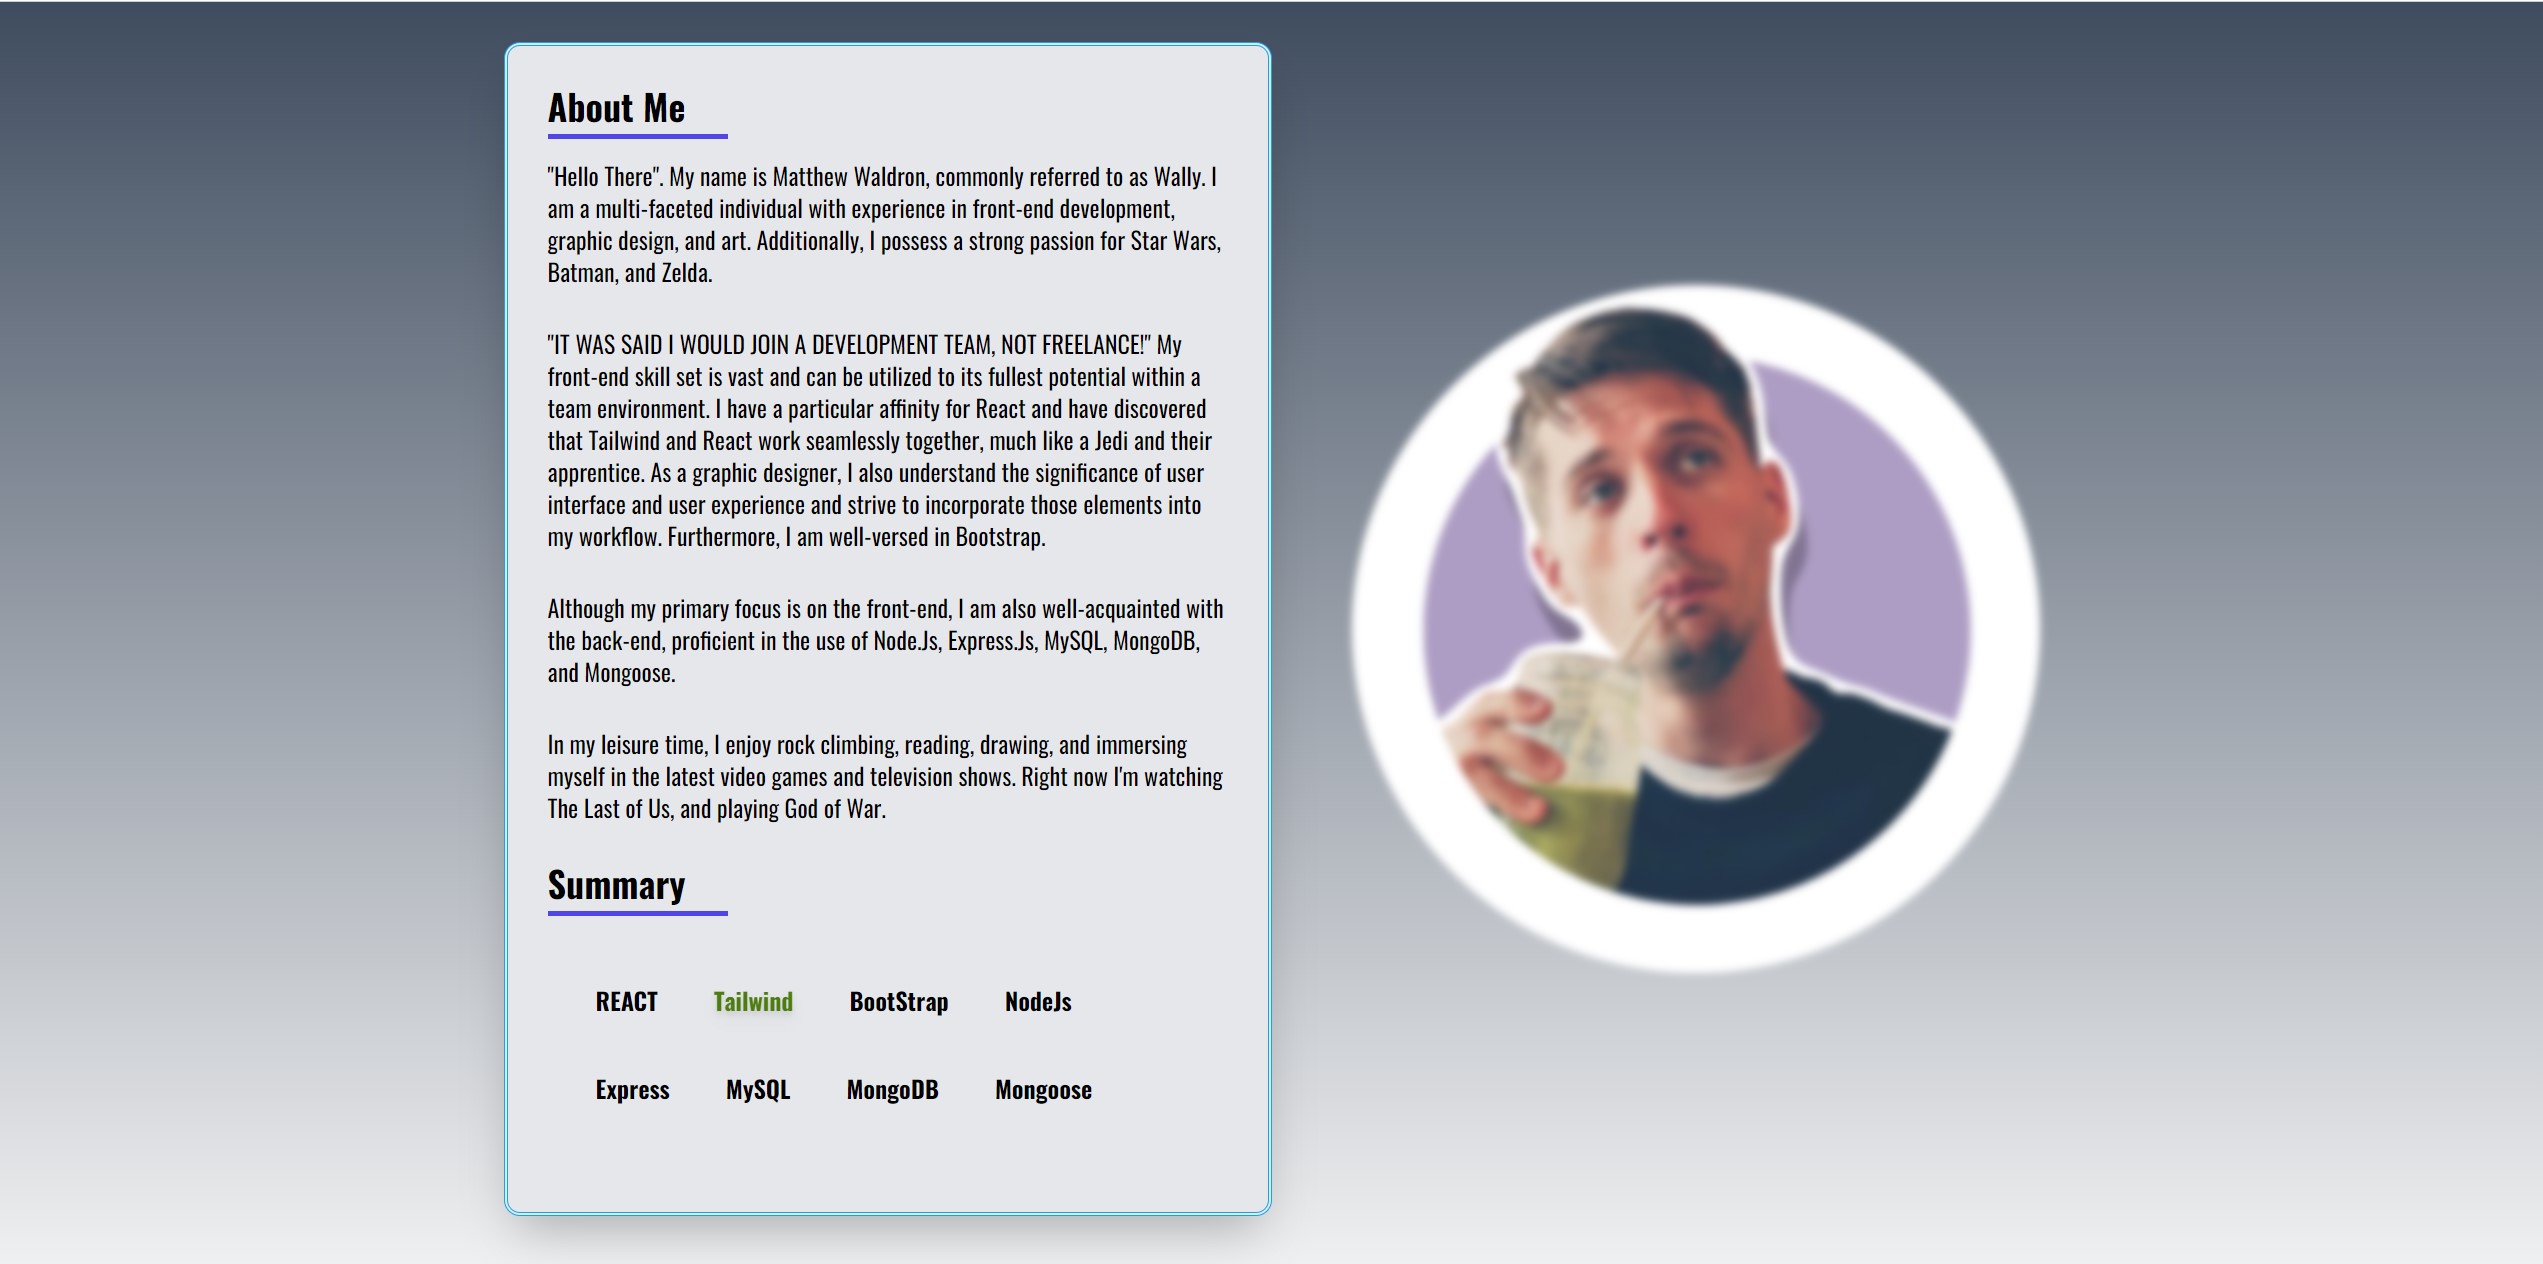 About Me
"Hello There". My name is Matthew Waldron, commonly referred to as Wally. I
am a multi-faceted individual with experience in front-end development,
graphic design, and art. Additionally, I possess a strong passion for Star Wars,
Batman, and Zelda.
"IT WAS SAID I WOULD JOIN A DEVELOPMENT TEAM, NOT FREELANCE!" My
front-end skill set is vast and can be utilized to its fullest potential within a
team environment. I have a particular affinity for React and have discovered
that Tailwind and React work seamlessly together, much like a Jedi and their
apprentice. As a graphic designer, I also understand the significance of user
interface and user experience and strive to incorporate those elements into
my workflow. Furthermore, I am well-versed in Bootstrap.
Although my primary focus is on the front-end, I am also well-acquainted with
the back-end, proficient in the use of Node.Js, Express.Js, MySQL, MongoDB,
and Mongoose.
In my leisure time, I enjoy rock climbing, reading, drawing, and immersing
myself in the latest video games and television shows. Right now I'm watching
The Last of Us, and playing God of War.
Summary
REACT Tailwind BootStrap NodeJs
Express MySQL MongoDB Mongoose